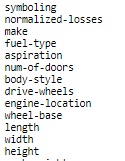 symboling
normalized-losses
make
fuel-type
aspiration
num-of-doors
body-style
drive-wheels
engine-location
wheel-base
length
width
height